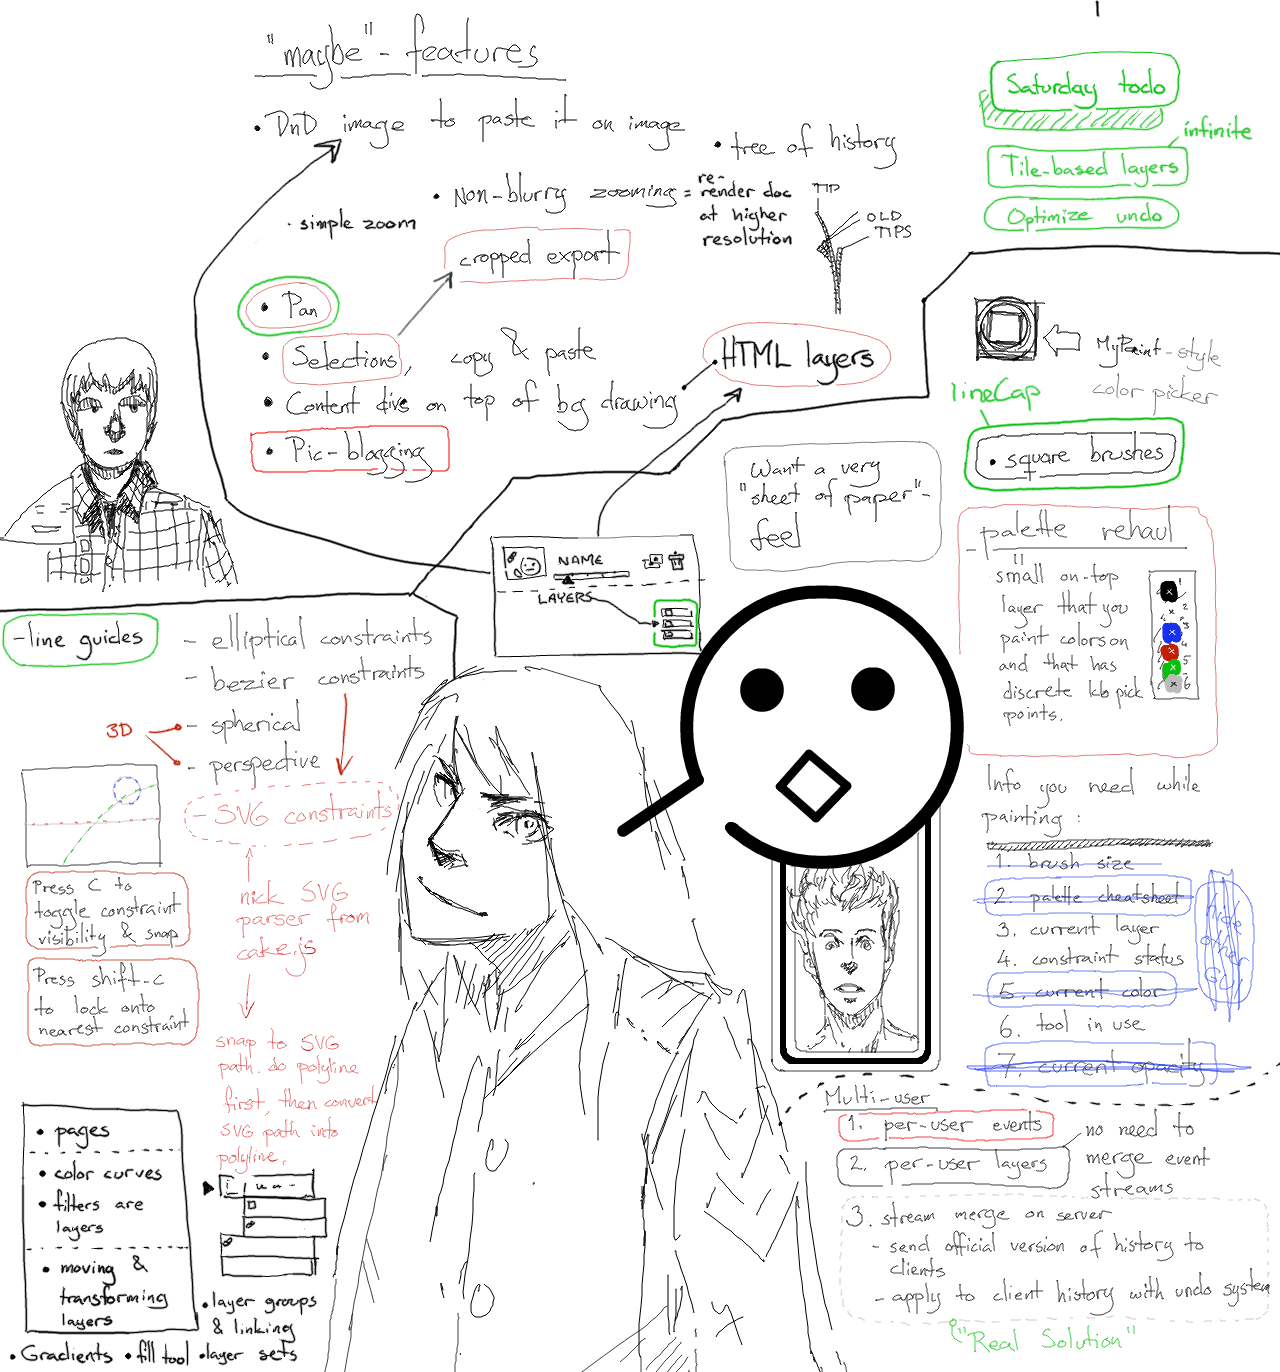 "maybe" - features
• DnD image to paste it on image
• tree of history
• Non-blurry zooming = re-render doc at higher resolution
TIP
OLD TIPS
• simple zoom
cropped export
• Pan
• Selections, copy & paste
• Content divs on top of bg drawing
• Pic-blogging
• HTML layers
Saturday todo
infinite
Tile-based layers
Optimize undo
MyPaint-style
color picker
lineCap
• square brushes
Want a very
"sheet of paper"-
feel
NAME
LAYERS
- palette rehaul
small on-top
layer that you
paint colors on
and that has
discrete kb pick
points.
1
2
3
4
5
6
- line guides
- elliptical constraints
- bezier constraints
- spherical
- perspective
3D
- SVG constraints
Press C to
toggle constraint
visibility & snap
Press shift-C
to lock onto
nearest constraint
nick SVG
parser from
cake.js
snap to SVG
path. do polyline
first, then convert
SVG path into
polyline.
Info you need while
painting:
1. brush size
2. palette cheatsheet
3. current layer
4. constraint status
5. current color
6. tool in use
7. current opacity
hide other GUI
Multi-user
1. per-user events
2. per-user layers
no need to
merge event
streams
3. stream merge on server
- send official version of history to
clients
- apply to client history with undo system
"Real Solution"
• pages
• color curves
• filters are
layers
• moving &
transforming
layers
• layer groups
& linking
• Gradients • fill tool • layer sets